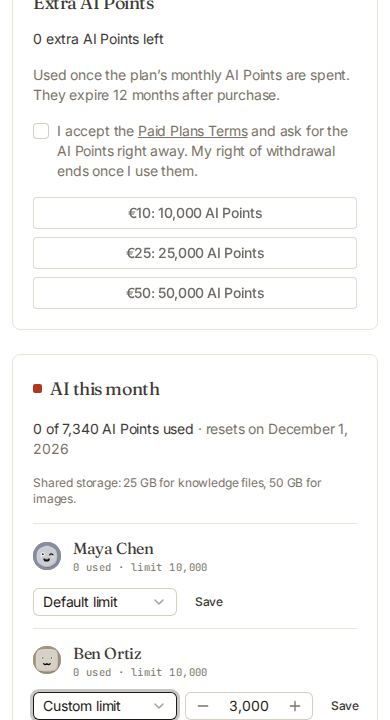 Extra AI Points
0 extra AI Points left
Used once the plan's monthly AI Points are spent.
They expire 12 months after purchase.
I accept the Paid Plans Terms and ask for the
AI Points right away. My right of withdrawal
ends once I use them.
€10: 10,000 AI Points
€25: 25,000 AI Points
€50: 50,000 AI Points
AI this month
0 of 7,340 AI Points used · resets on December 1,
2026
Shared storage: 25 GB for knowledge files, 50 GB for
images.
Maya Chen
0 used · limit 10,000
Default limit
Save
Ben Ortiz
0 used · limit 10,000
Custom limit
3,000
Save